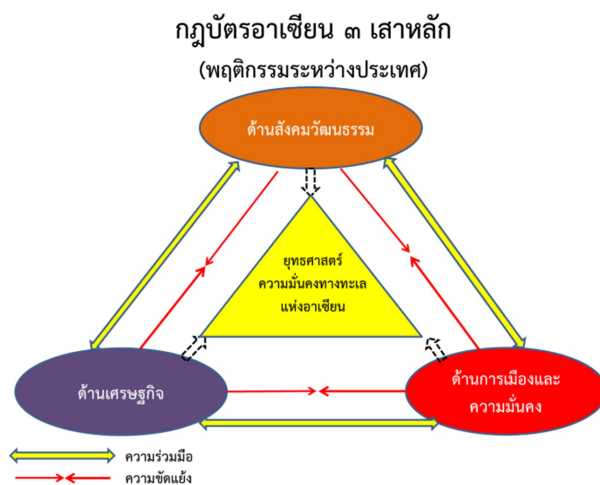 กฎบัตรอาเซียน ๓ เสาหลัก
(พฤติกรรมระหว่างประเทศ)
ด้านสังคมวัฒนธรรม
ยุทธศาสตร์
ความมั่นคงทางทะเล
แห่งอาเซียน
ด้านเศรษฐกิจ
ด้านการเมืองและ
ความมั่นคง
ความร่วมมือ
ความขัดแย้ง